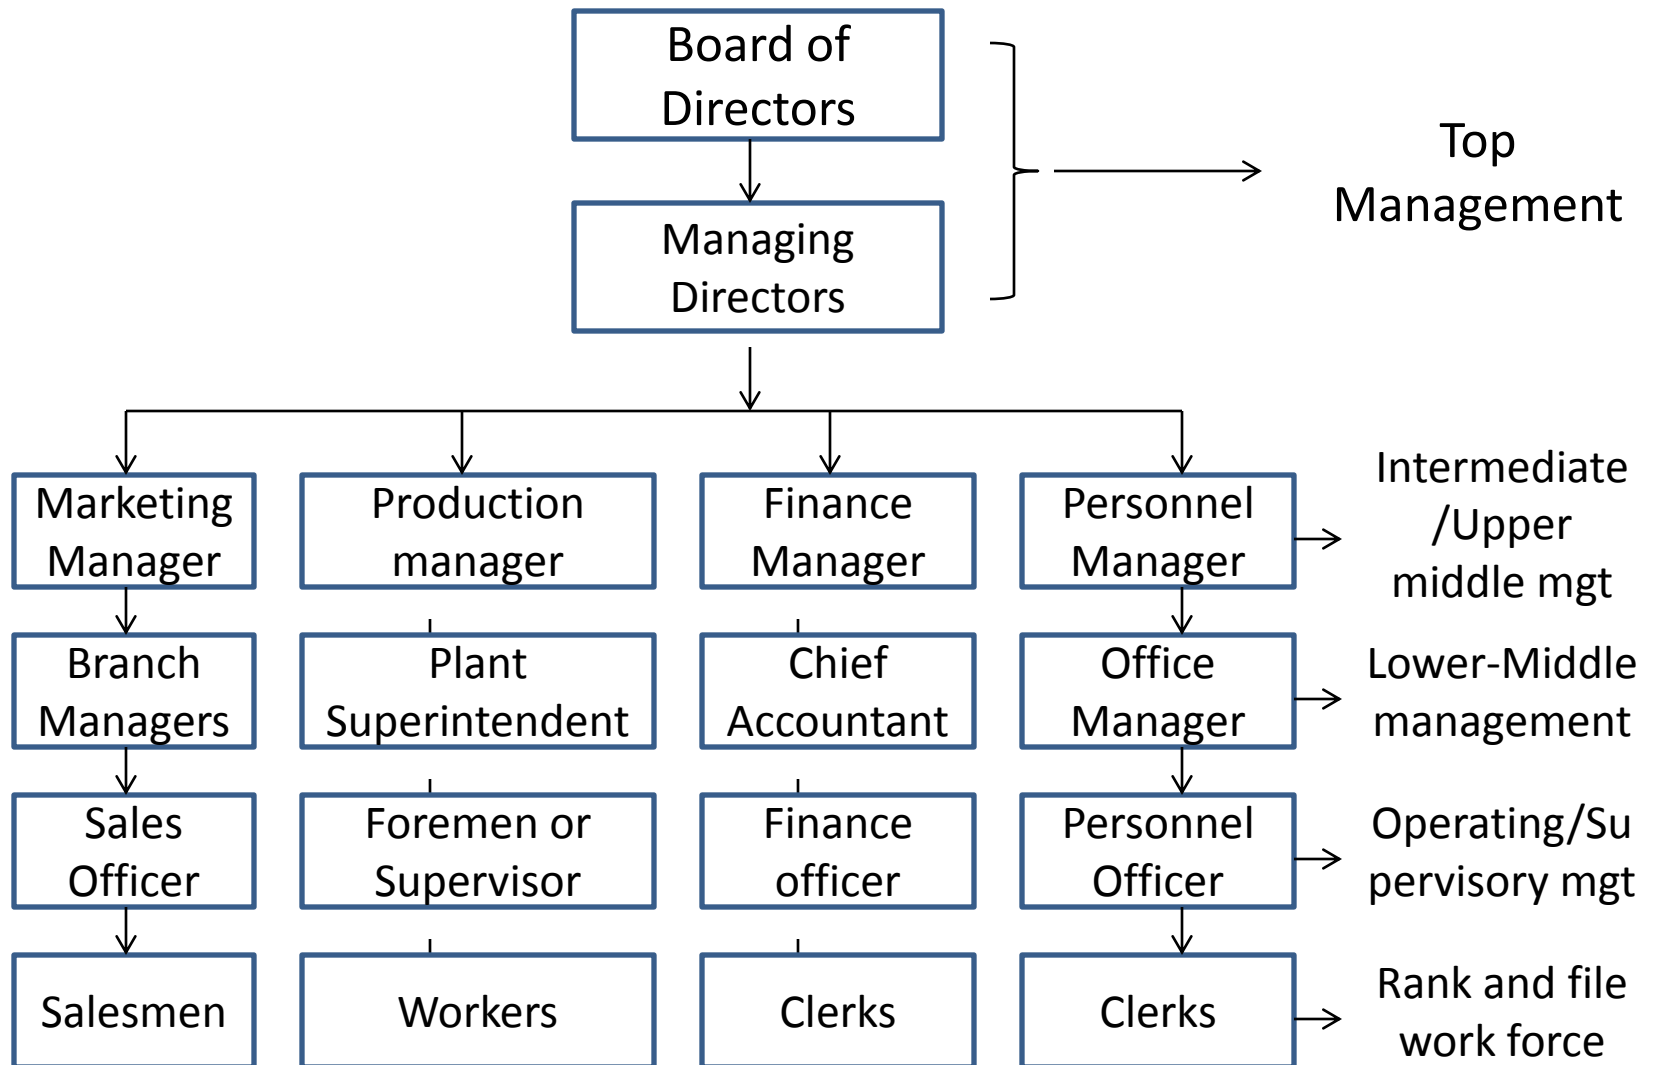 Board of
Directors
Top
Management
Managing
Directors
Marketing
Manager
Production
manager
Finance
Manager
Personnel
Manager
Intermediate
/Upper
middle mgt
Branch
Managers
Plant
Superintendent
Chief
Accountant
Office
Manager
Lower-Middle
management
Sales
Officer
Foremen or
Supervisor
Finance
officer
Personnel
Officer
Operating/Su
pervisory mgt
Salesmen
Workers
Clerks
Clerks
Rank and file
work force